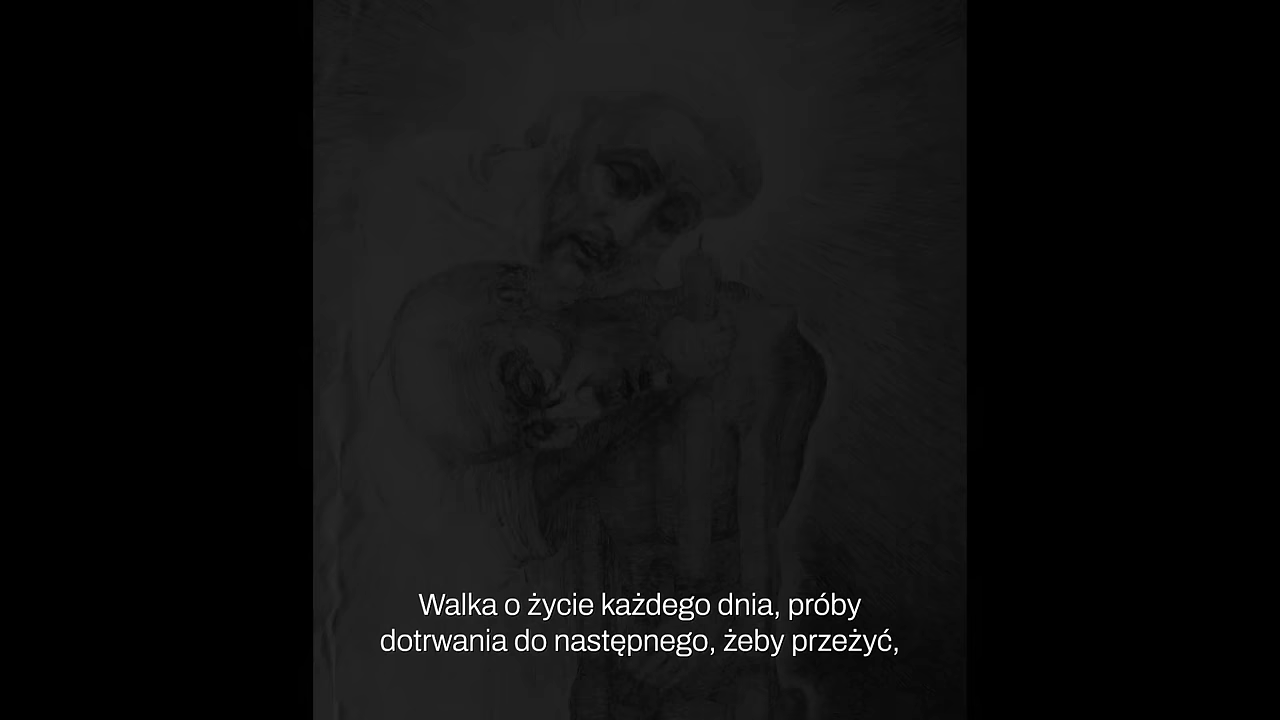 Walka o życie każdego dnia, próby
dotrwania do następnego, żeby przeżyć,